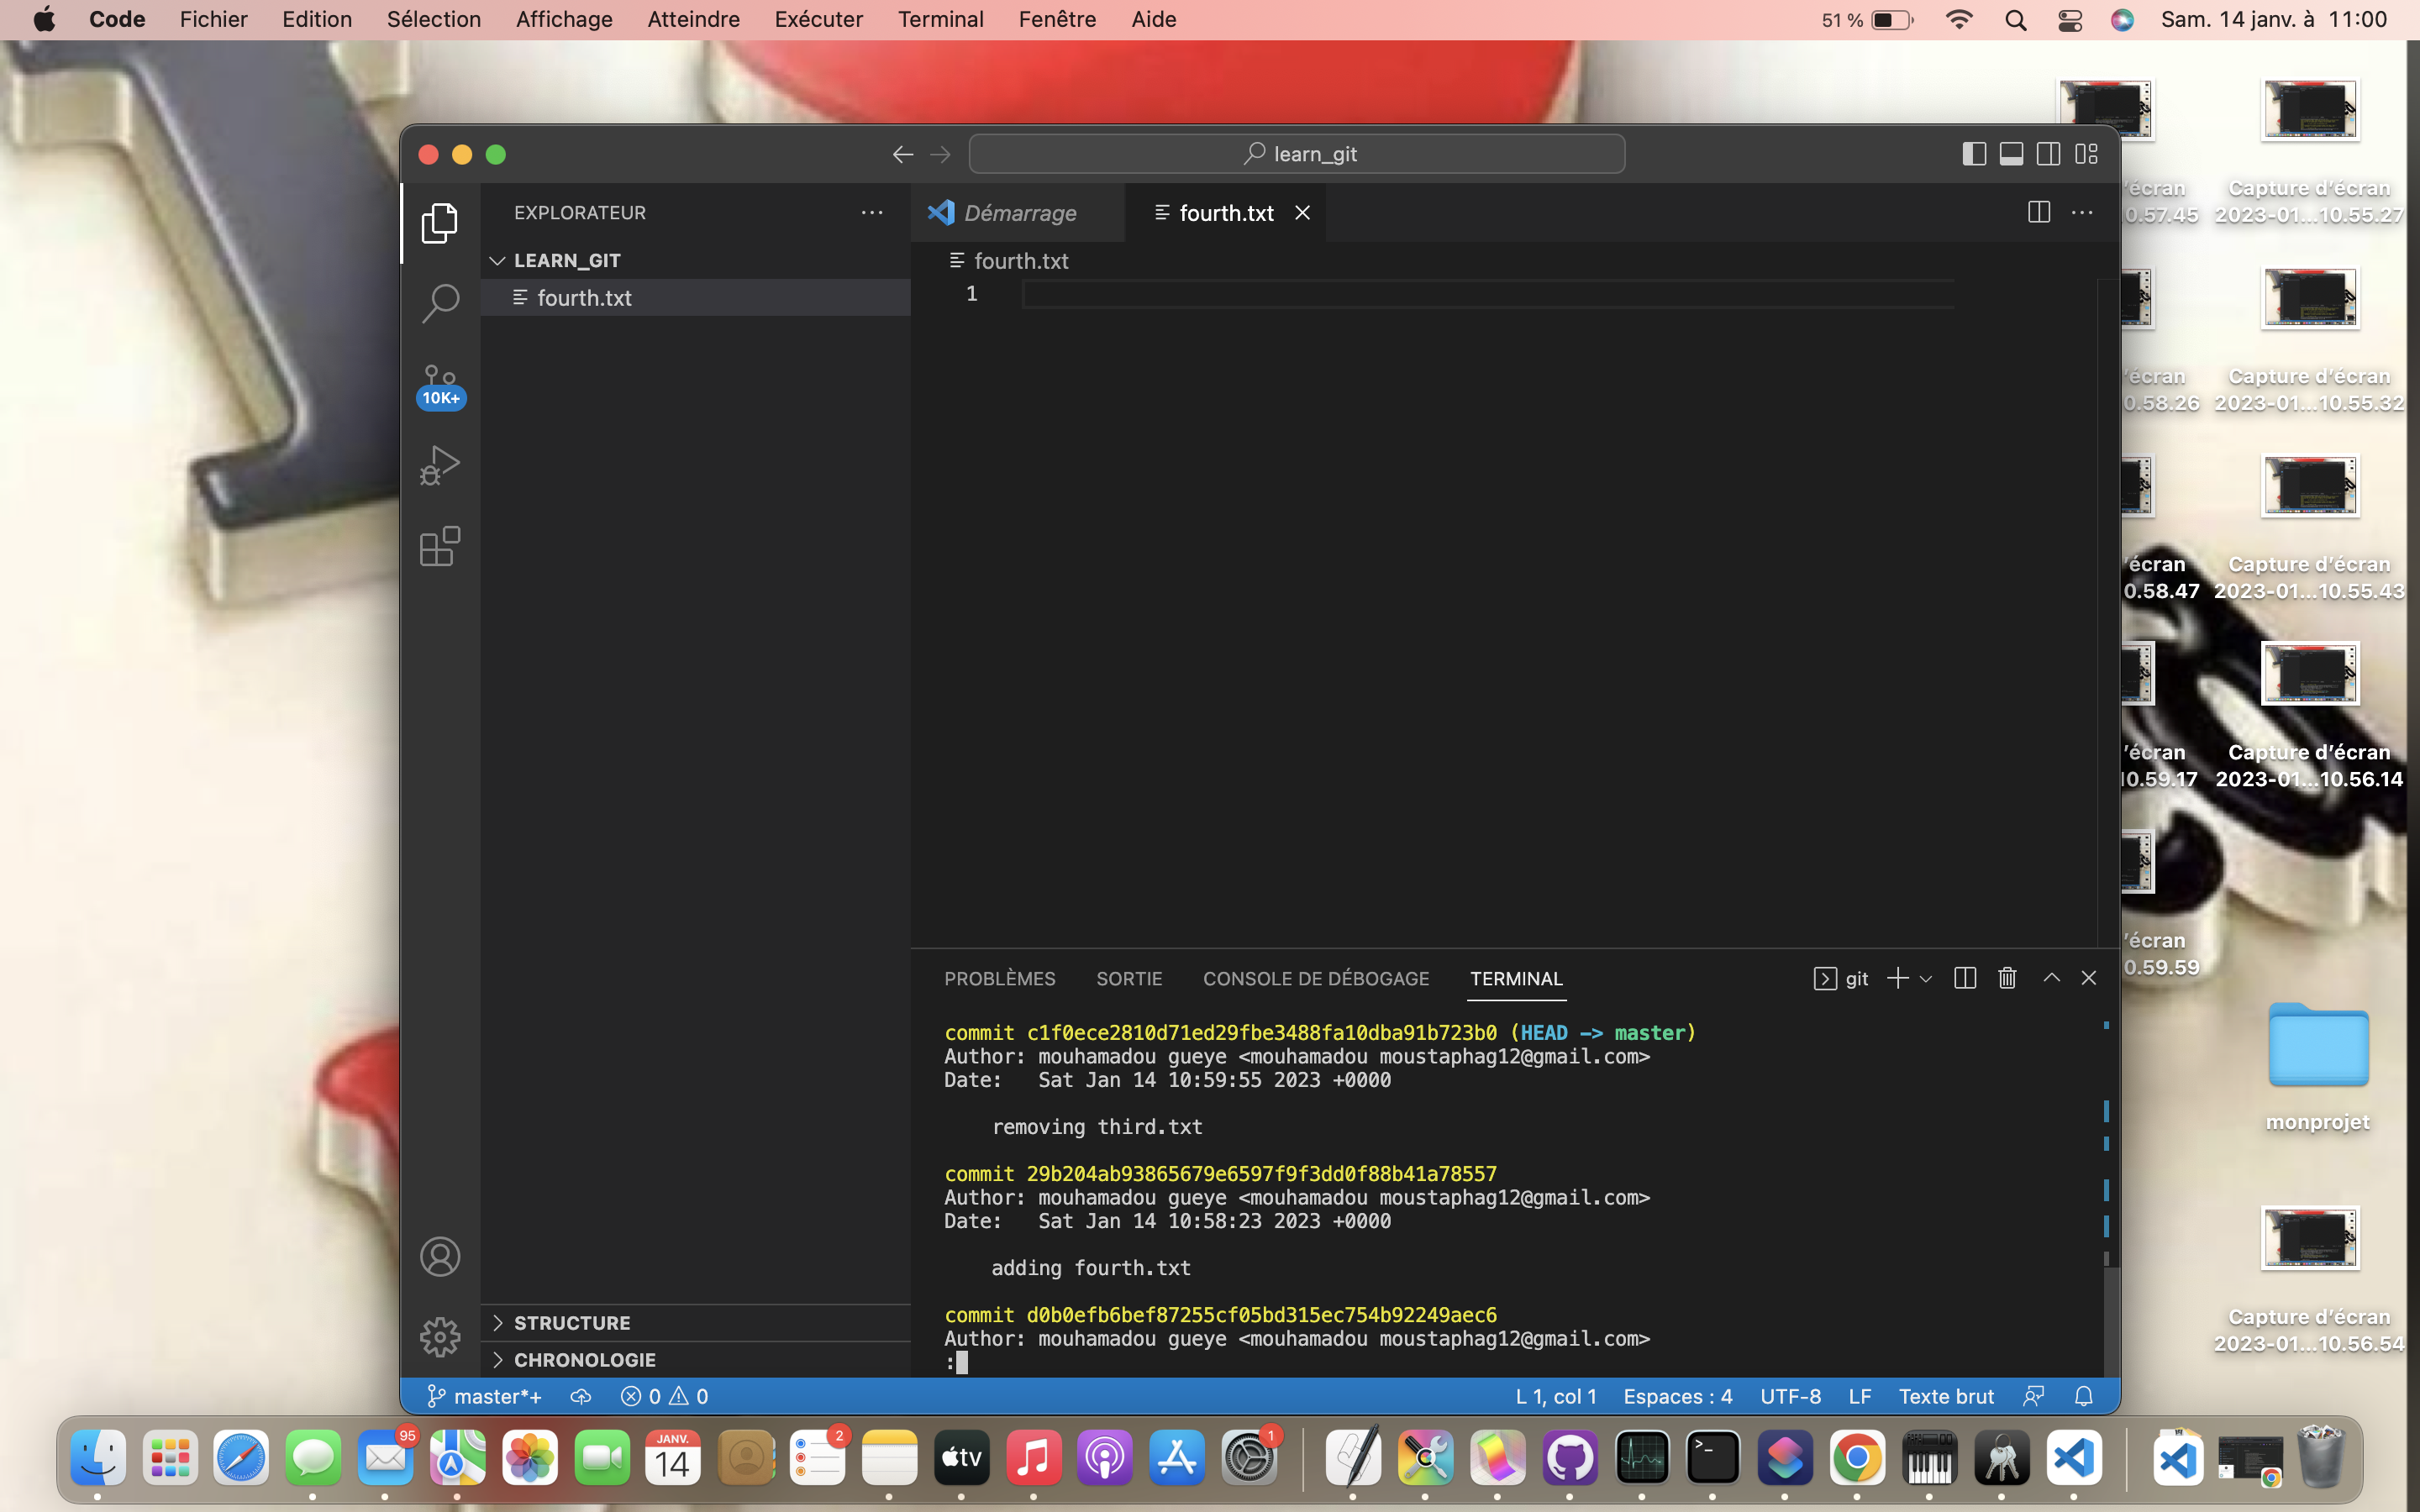 Code Fichier Edition Sélection Affichage Atteindre Exécuter Terminal Fenêtre Aide 51 % Sam. 14 janv. à 11:00
learn_git
EXPLORATEUR
LEARN_GIT
fourth.txt
10K+
STRUCTURE
CHRONOLOGIE
Démarrage fourth.txt
fourth.txt
1
PROBLÈMES SORTIE CONSOLE DE DÉBOGAGE TERMINAL git
commit c1f0ece2810d71ed29fbe3488fa10dba91b723b0 (HEAD -> master)
Author: mouhamadou gueye <mouhamadou moustaphag12@gmail.com>
Date: Sat Jan 14 10:59:55 2023 +0000
removing third.txt
commit 29b204ab93865679e6597f9f3dd0f88b41a78557
Author: mouhamadou gueye <mouhamadou moustaphag12@gmail.com>
Date: Sat Jan 14 10:58:23 2023 +0000
adding fourth.txt
commit d0b0efb6bef87255cf05bd315ec754b92249aec6
Author: mouhamadou gueye <mouhamadou moustaphag12@gmail.com>
:
master*+ 0 0 L 1, col 1 Espaces : 4 UTF-8 LF Texte brut
'écran
0.57.45
Capture d'écran
2023-01...10.55.27
'écran
0.58.26
Capture d'écran
2023-01...10.55.32
'écran
0.58.47
Capture d'écran
2023-01...10.55.43
'écran
10.59.17
Capture d'écran
2023-01...10.56.14
'écran
0.59.59
monprojet
Capture d'écran
2023-01...10.56.54
95
JANV.
14
2
tv
1
>_